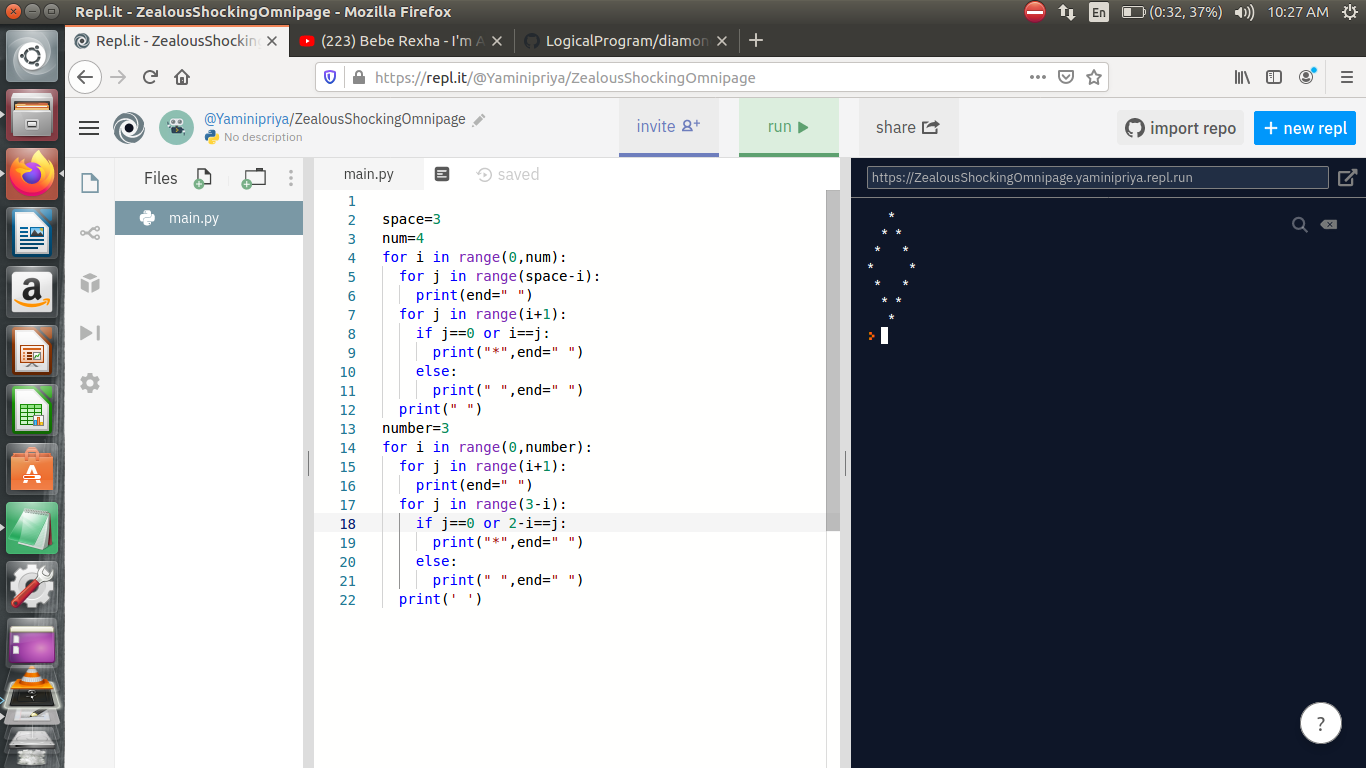 Repl.it - ZealousShockingOmnipage - Mozilla Firefox
En (0:32, 37%) 10:27 AM
Repl.it - ZealousShocking
(223) Bebe Rexha - I'm A
LogicalProgram/diamon
https://repl.it/@Yaminipriya/ZealousShockingOmnipage
@Yaminipriya/ZealousShockingOmnipage
No description
invite
run
share
import repo
+ new repl
Files
main.py
main.py
saved
1
2 space=3
3 num=4
4 for i in range(0,num):
5   for j in range(space-i):
6     print(end=" ")
7   for j in range(i+1):
8     if j==0 or i==j:
9       print("*",end=" ")
10     else:
11       print(" ",end=" ")
12   print(" ")
13 number=3
14 for i in range(0,number):
15   for j in range(i+1):
16     print(end=" ")
17   for j in range(3-i):
18     if j==0 or 2-i==j:
19       print("*",end=" ")
20     else:
21       print(" ",end=" ")
22   print(' ')
https://ZealousShockingOmnipage.yaminipriya.repl.run
   *
  * *
 *   *
*     *
 *   *
  * *
   *
>
?